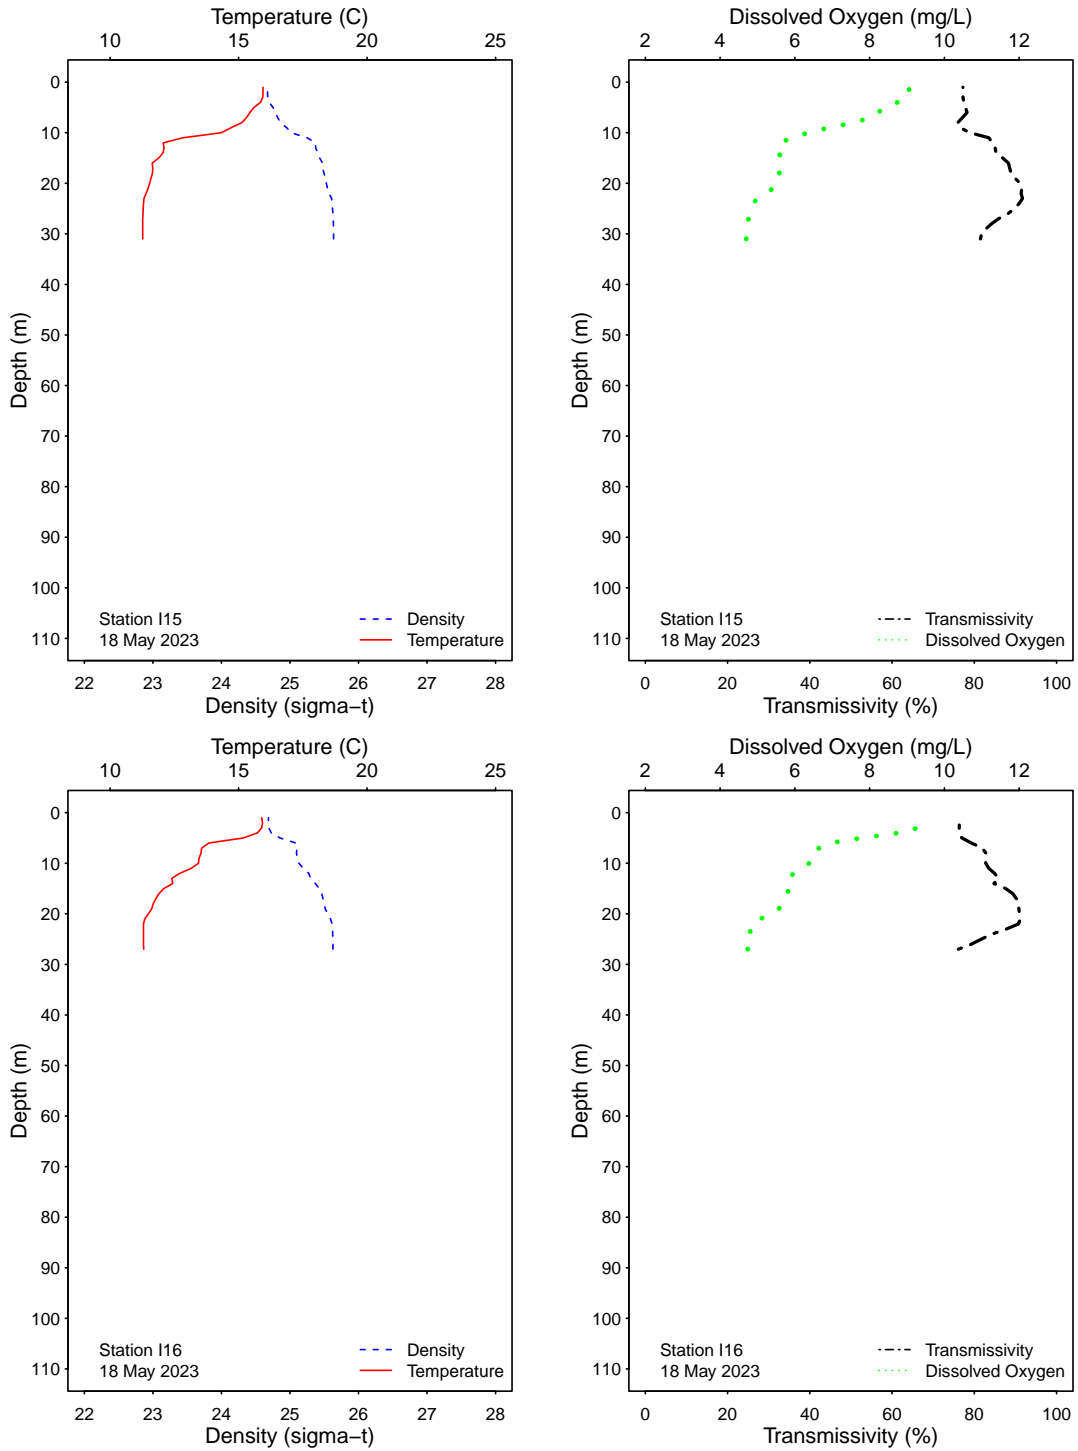 Temperature (C)
10 15 20 25
0
10
20
30
40
50
60
70
80
90
100
110
Depth (m)
Station I15
18 May 2023
Density
Temperature
22 23 24 25 26 27 28
Density (sigma−t)
Dissolved Oxygen (mg/L)
2 4 6 8 10 12
0
10
20
30
40
50
60
70
80
90
100
110
Depth (m)
Station I15
18 May 2023
Transmissivity
Dissolved Oxygen
0 20 40 60 80 100
Transmissivity (%)
Temperature (C)
10 15 20 25
0
10
20
30
40
50
60
70
80
90
100
110
Depth (m)
Station I16
18 May 2023
Density
Temperature
22 23 24 25 26 27 28
Density (sigma−t)
Dissolved Oxygen (mg/L)
2 4 6 8 10 12
0
10
20
30
40
50
60
70
80
90
100
110
Depth (m)
Station I16
18 May 2023
Transmissivity
Dissolved Oxygen
0 20 40 60 80 100
Transmissivity (%)